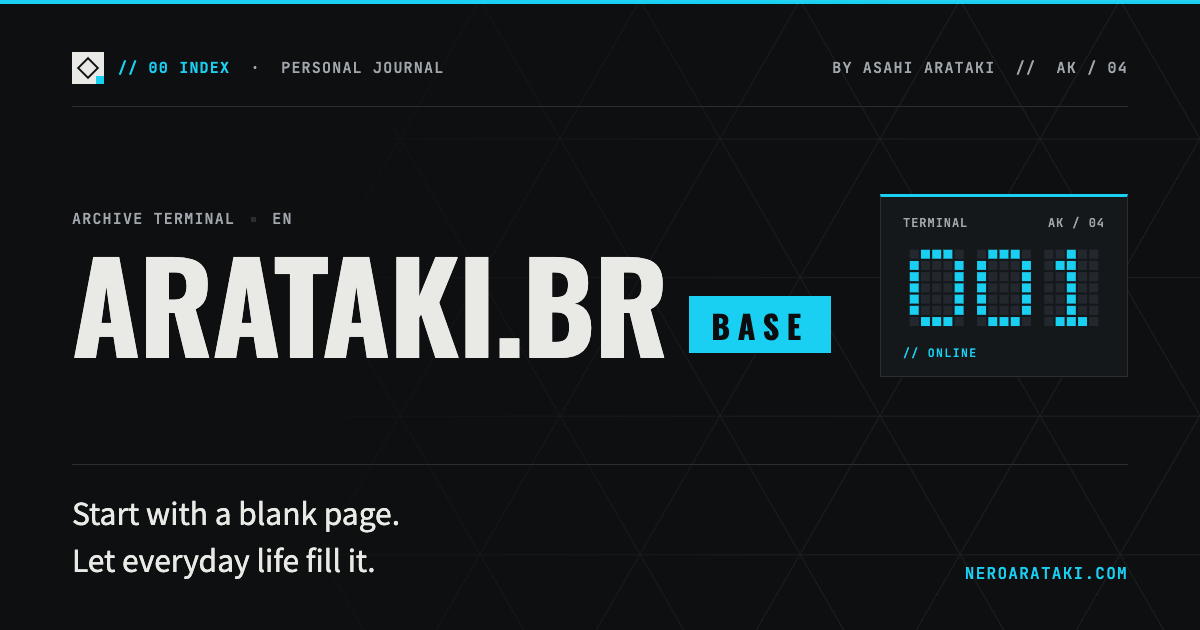 // 00 INDEX · PERSONAL JOURNAL
BY ASAHI ARATAKI // AK / 04
ARCHIVE TERMINAL ▪ EN
ARATAKI.BR BASE
TERMINAL AK / 04
001
// ONLINE
Start with a blank page.
Let everyday life fill it.
NEROARATAKI.COM